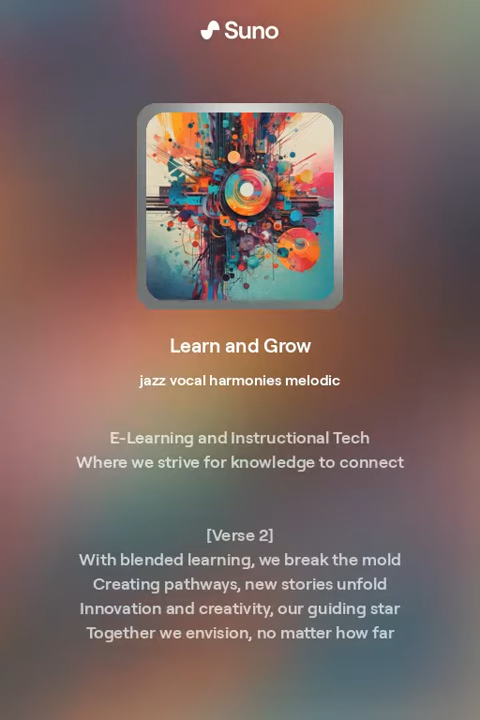 Suno
Learn and Grow
jazz vocal harmonies melodic
E-Learning and Instructional Tech
Where we strive for knowledge to connect
[Verse 2]
With blended learning, we break the mold
Creating pathways, new stories unfold
Innovation and creativity, our guiding star
Together we envision, no matter how far